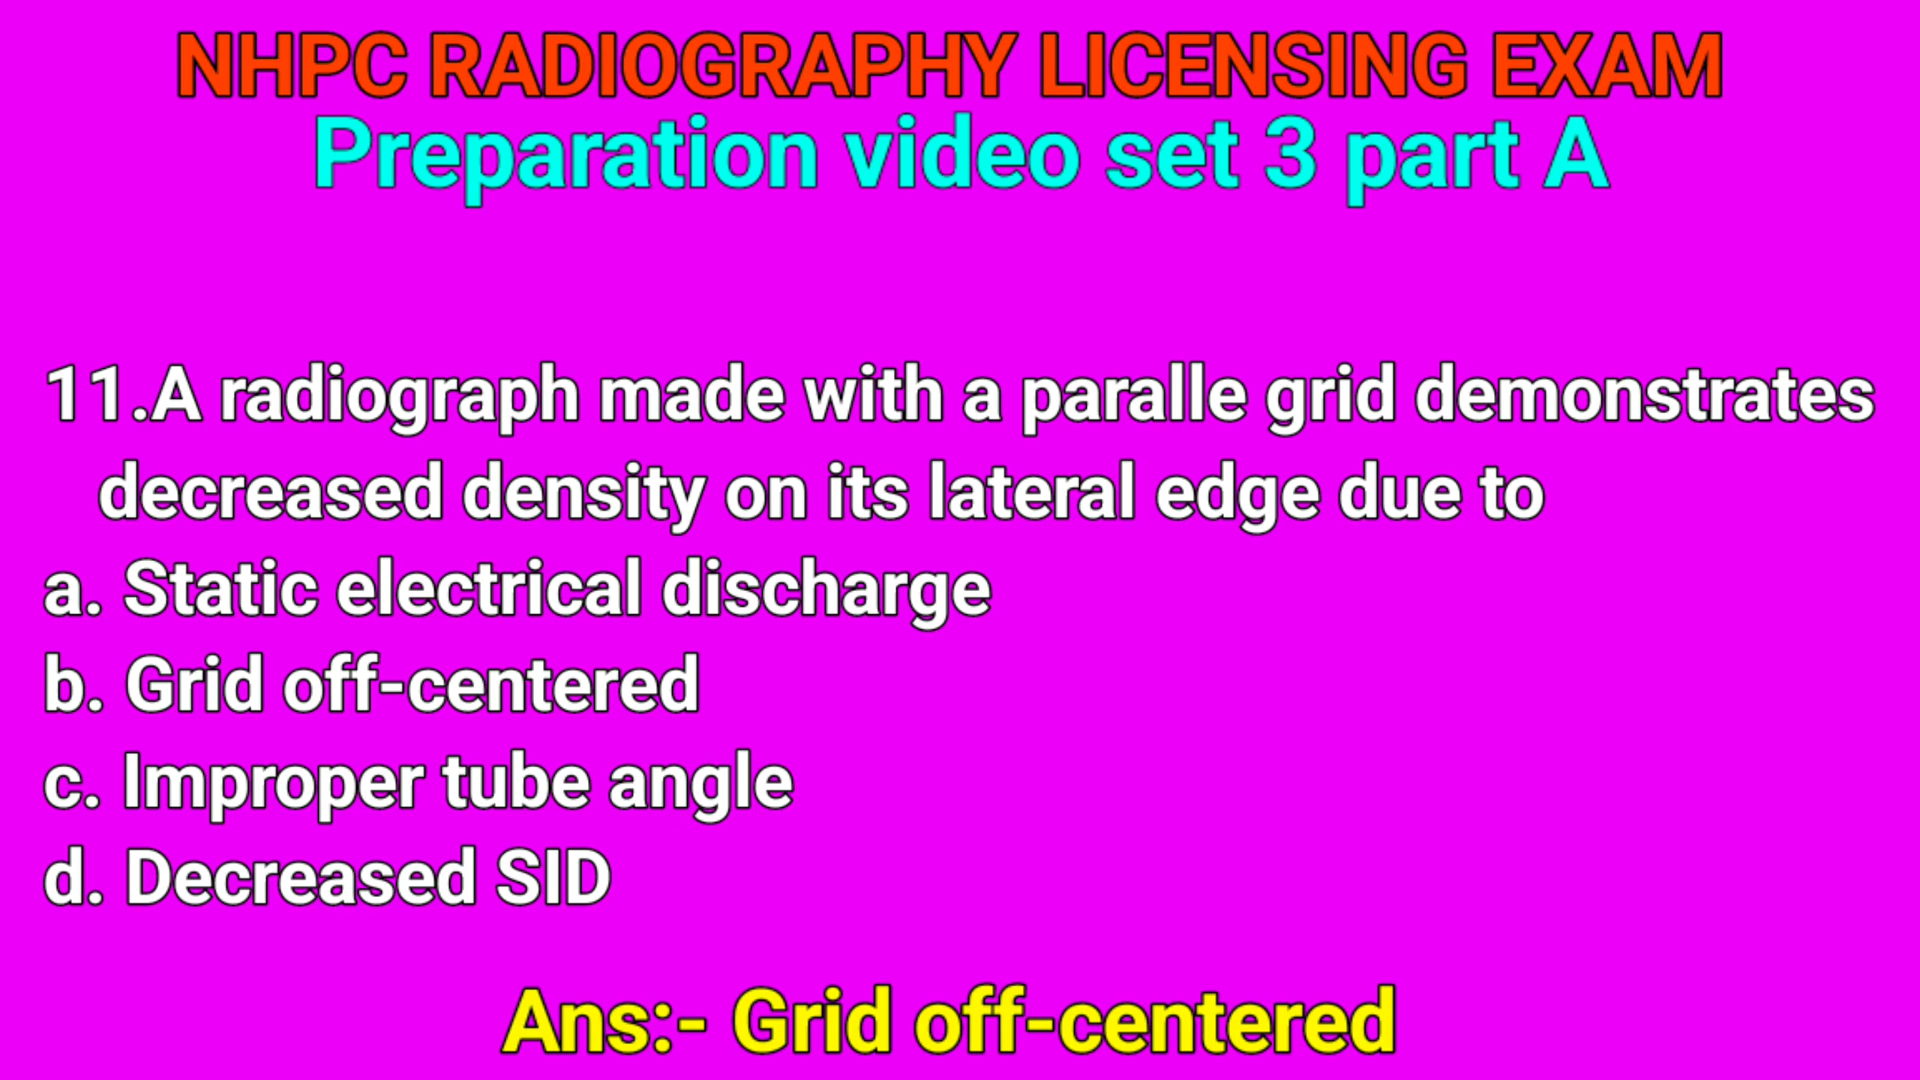 NHPC RADIOGRAPHY LICENSING EXAM
Preparation video set 3 part A
11.A radiograph made with a paralle grid demonstrates
decreased density on its lateral edge due to
a. Static electrical discharge
b. Grid off-centered
c. Improper tube angle
d. Decreased SID
Ans:- Grid off-centered